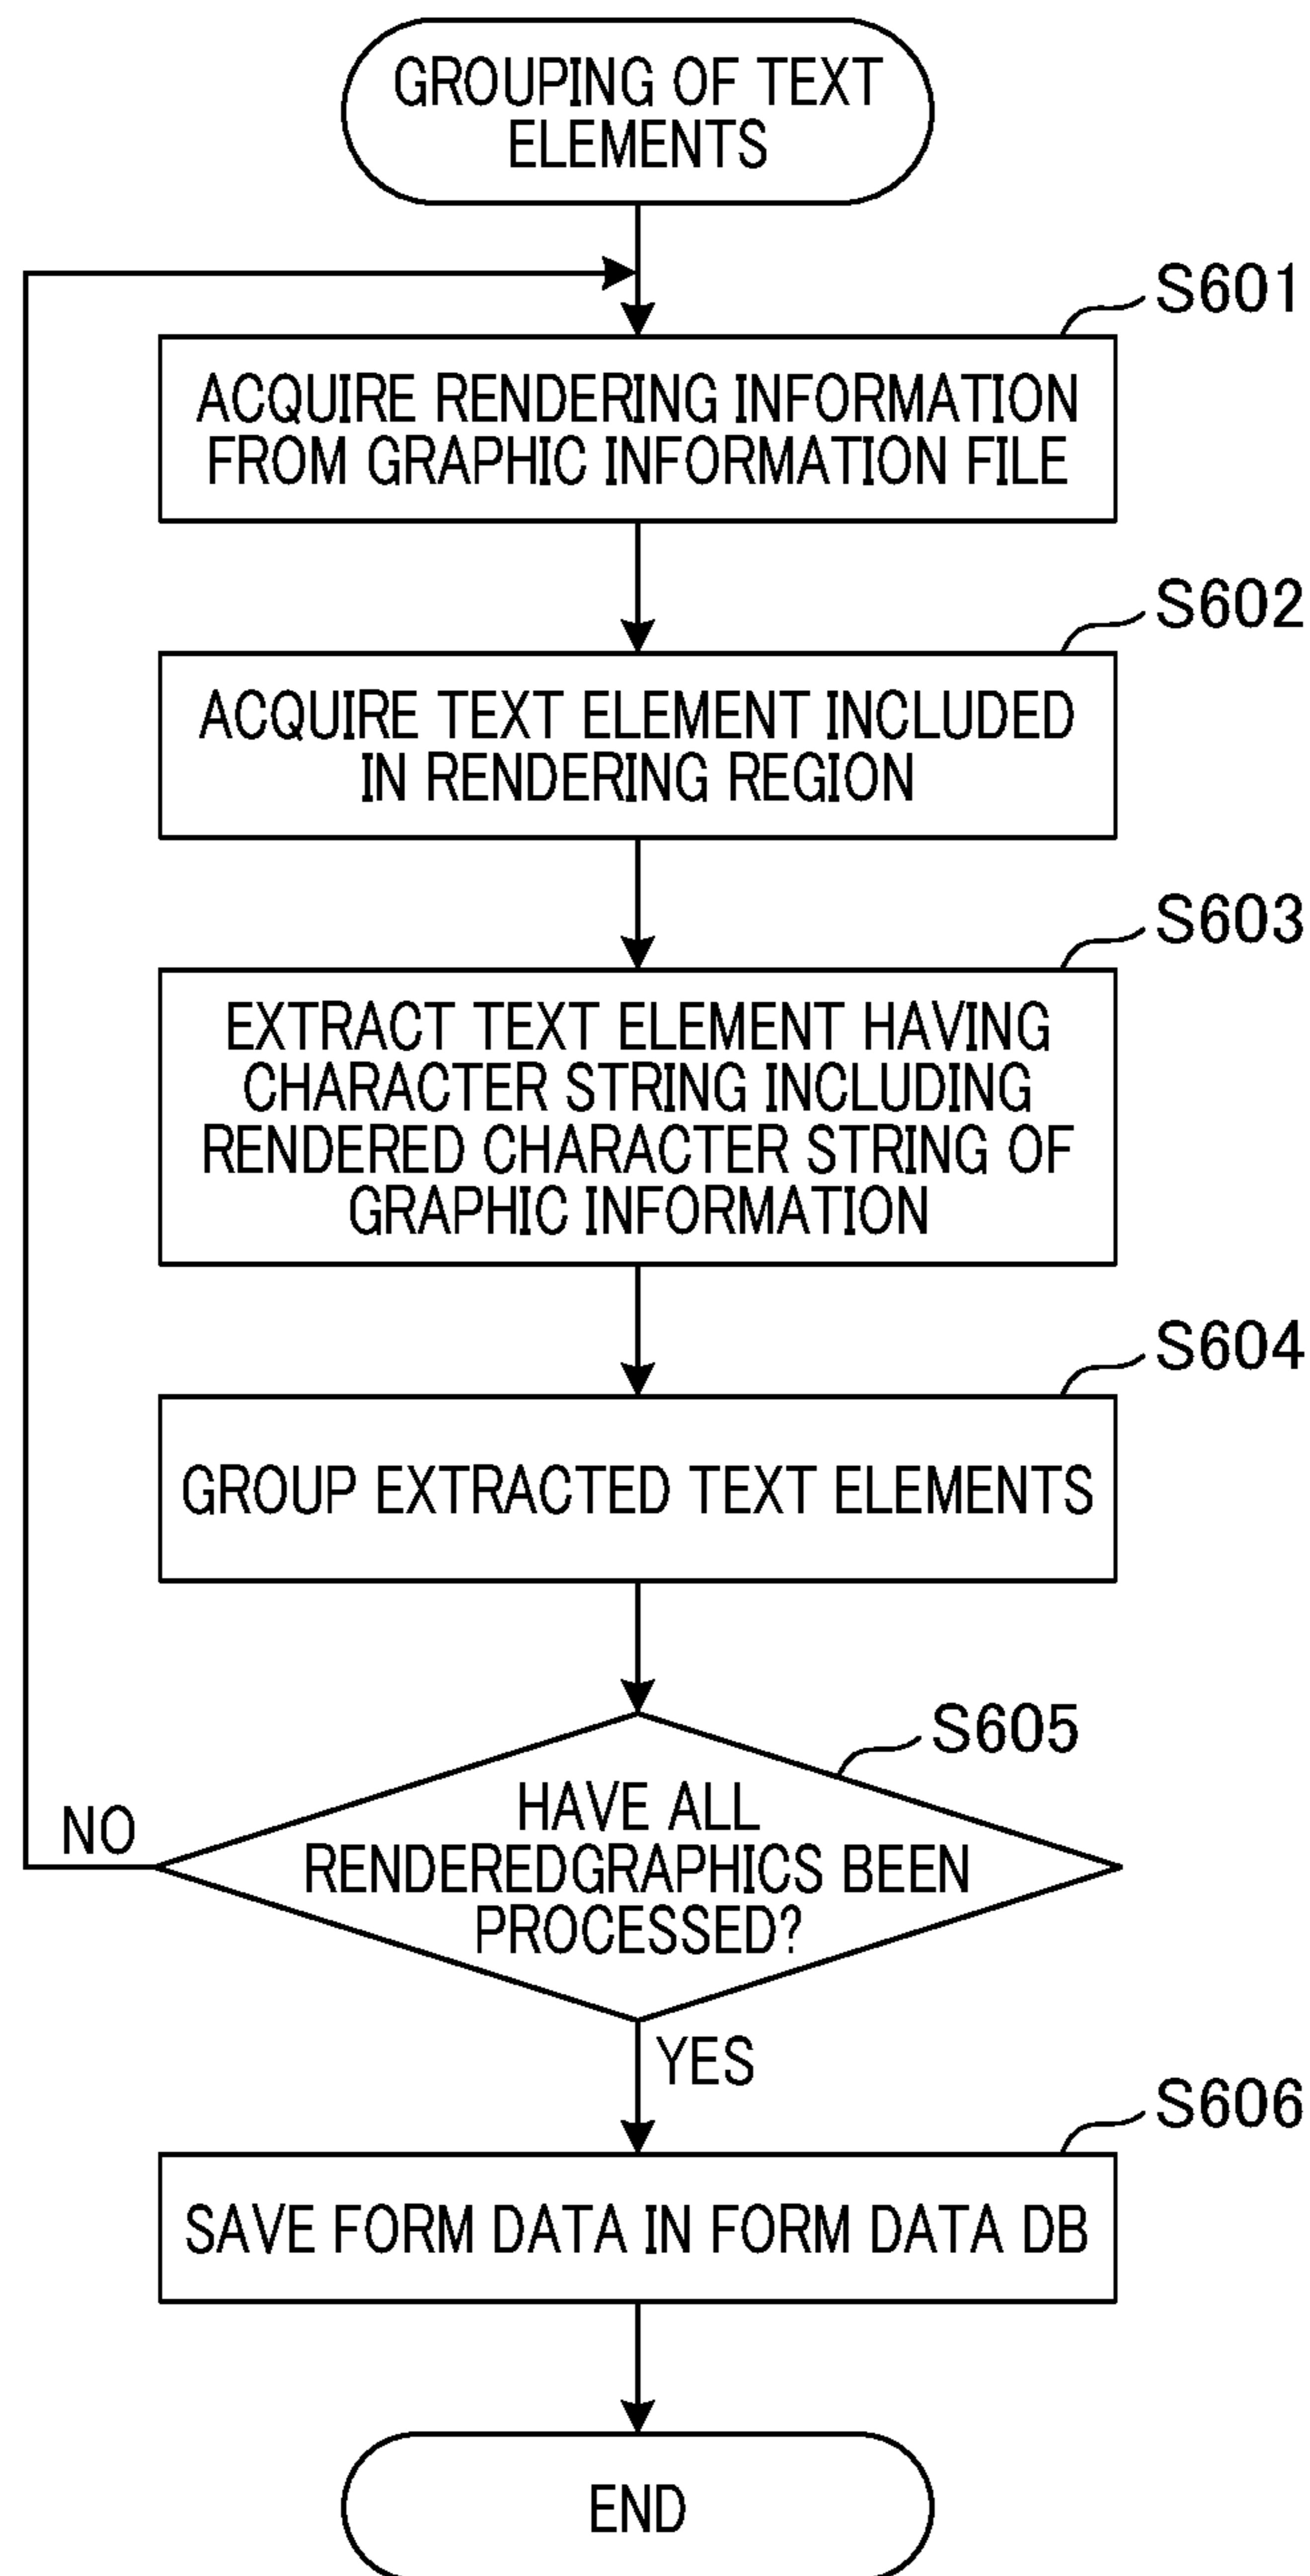 GROUPING OF TEXT
ELEMENTS
S601
ACQUIRE RENDERING INFORMATION
FROM GRAPHIC INFORMATION FILE
S602
ACQUIRE TEXT ELEMENT INCLUDED
IN RENDERING REGION
S603
EXTRACT TEXT ELEMENT HAVING
CHARACTER STRING INCLUDING
RENDERED CHARACTER STRING OF
GRAPHIC INFORMATION
S604
GROUP EXTRACTED TEXT ELEMENTS
S605
HAVE ALL
RENDEREDGRAPHICS BEEN
PROCESSED?
NO
YES
S606
SAVE FORM DATA IN FORM DATA DB
END